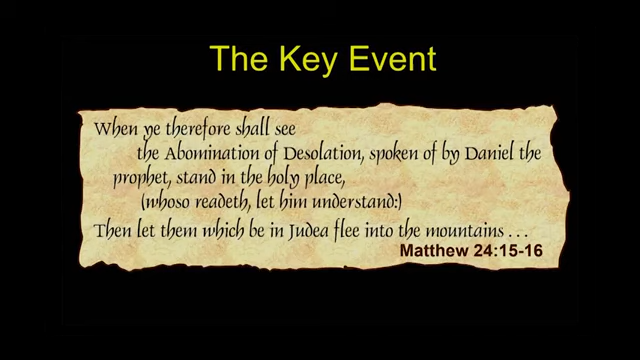 The Key Event
When ye therefore shall see
the Abomination of Desolation, spoken of by Daniel the
prophet, stand in the holy place,
(whoso readeth, let him understand:)
Then let them which be in Judea flee into the mountains . . .
Matthew 24:15-16